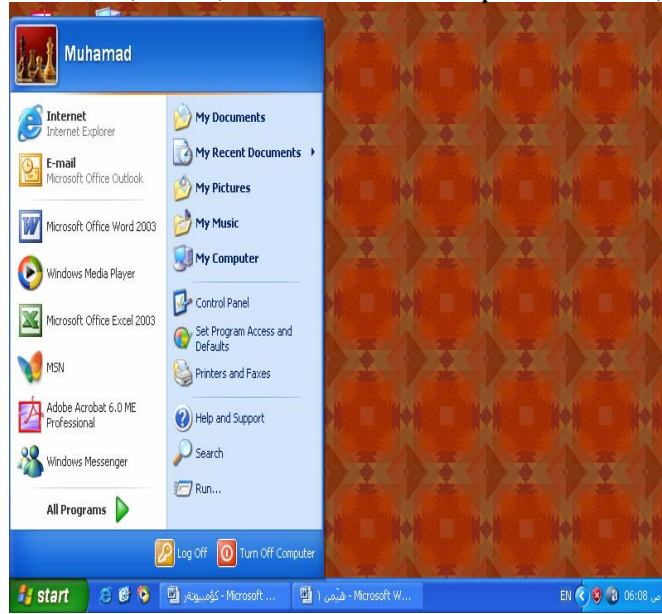 Muhamad
Internet
Internet Explorer
E-mail
Microsoft Office Outlook
Microsoft Office Word 2003
Windows Media Player
Microsoft Office Excel 2003
MSN
Adobe Acrobat 6.0 ME
Professional
Windows Messenger
All Programs
My Documents
My Recent Documents
My Pictures
My Music
My Computer
Control Panel
Set Program Access and
Defaults
Printers and Faxes
Help and Support
Search
Run...
Log Off
Turn Off Computer
start
Microsoft ... -
Microsoft W... - ١
EN
06:08 ص